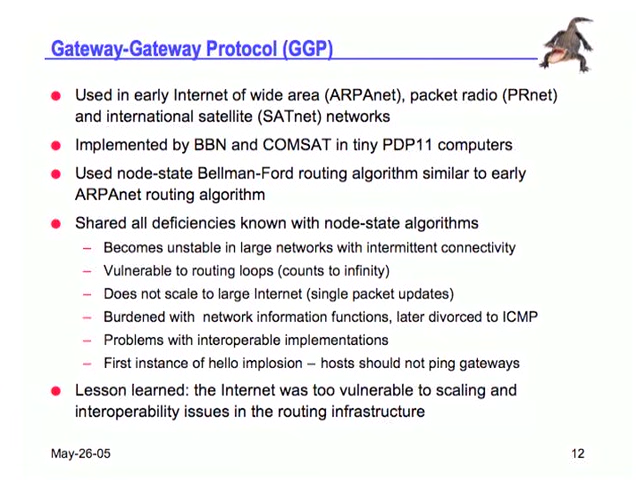 Gateway-Gateway Protocol (GGP)
Used in early Internet of wide area (ARPAnet), packet radio (PRnet)
and international satellite (SATnet) networks
Implemented by BBN and COMSAT in tiny PDP11 computers
Used node-state Bellman-Ford routing algorithm similar to early
ARPAnet routing algorithm
Shared all deficiencies known with node-state algorithms
– Becomes unstable in large networks with intermittent connectivity
– Vulnerable to routing loops (counts to infinity)
– Does not scale to large Internet (single packet updates)
– Burdened with network information functions, later divorced to ICMP
– Problems with interoperable implementations
– First instance of hello implosion – hosts should not ping gateways
Lesson learned: the Internet was too vulnerable to scaling and
interoperability issues in the routing infrastructure
May-26-05
12